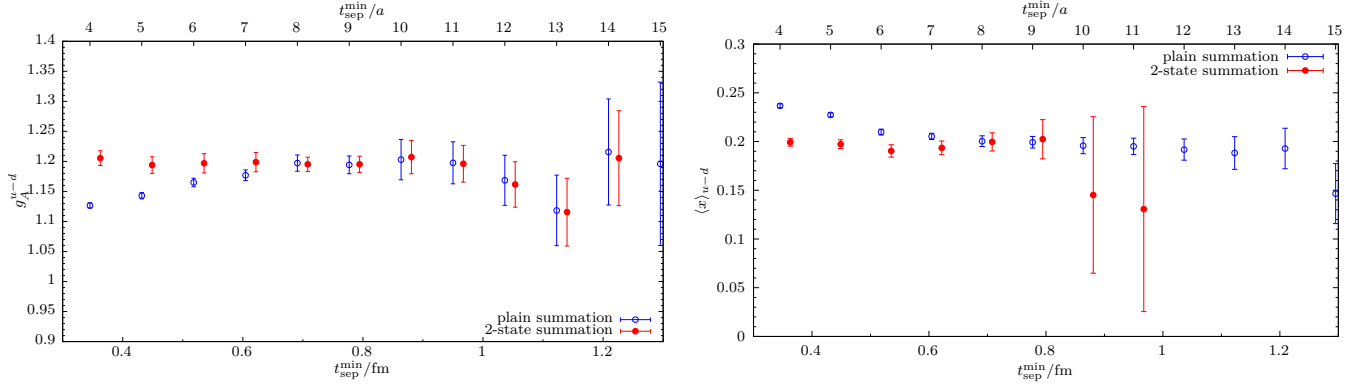 t_sep^min/a
4 5 6 7 8 9 10 11 12 13 14 15
1.4
1.35
1.3
1.25
1.2
1.15
1.1
1.05
1
0.95
0.9
g_A^{u−d}
plain summation
2-state summation
0.4 0.6 0.8 1 1.2
t_sep^min/fm
t_sep^min/a
4 5 6 7 8 9 10 11 12 13 14 15
0.3
0.25
0.2
0.15
0.1
0.05
0
⟨x⟩_{u−d}
plain summation
2-state summation
0.4 0.6 0.8 1 1.2
t_sep^min/fm